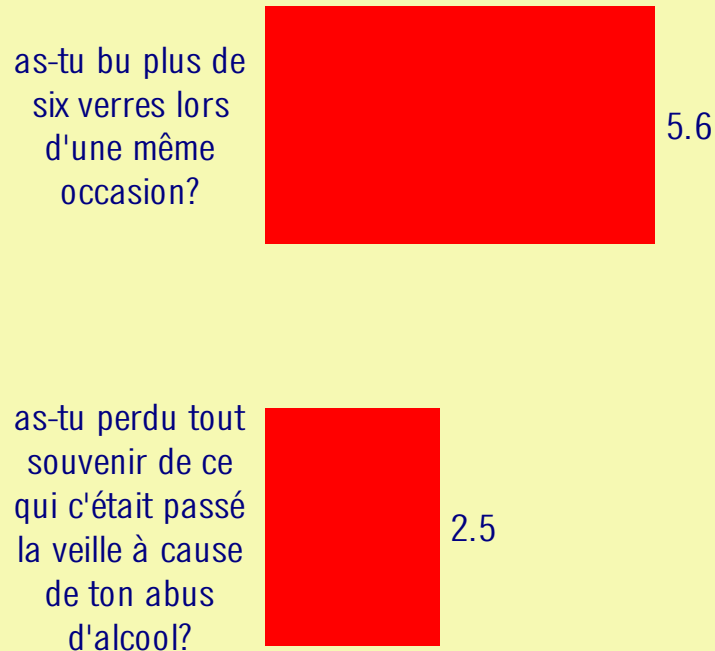 as-tu bu plus de
six verres lors
d'une même
occasion?
5.6
as-tu perdu tout
souvenir de ce
qui c'était passé
la veille à cause
de ton abus
d'alcool?
2.5